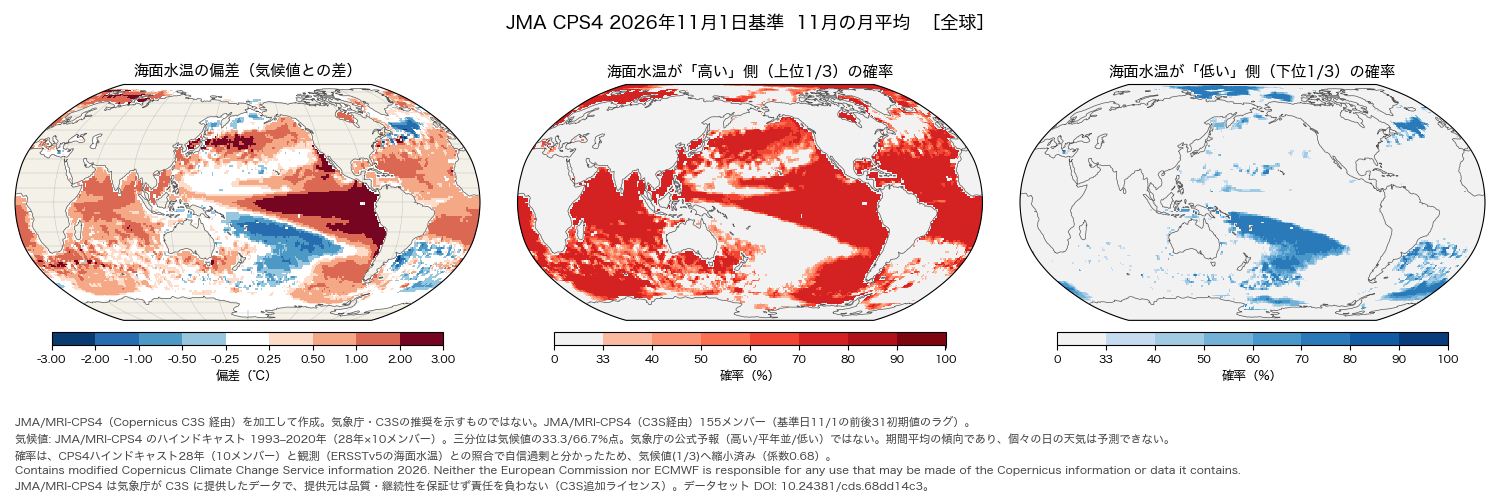 JMA CPS4 2026年11月1日基準 11月の月平均 ［全球］
海面水温の偏差（気候値との差）
海面水温が「高い」側（上位1/3）の確率
海面水温が「低い」側（下位1/3）の確率
-3.00 -2.00 -1.00 -0.50 -0.25 0.25 0.50 1.00 2.00 3.00
偏差（℃）
0 33 40 50 60 70 80 90 100
確率（%）
0 33 40 50 60 70 80 90 100
確率（%）
JMA/MRI-CPS4（Copernicus C3S 経由）を加工して作成。気象庁・C3Sの推奨を示すものではない。JMA/MRI-CPS4（C3S経由）155メンバー（基準日11/1の前後31初期値のラグ）。
気候値: JMA/MRI-CPS4 のハインドキャスト 1993–2020年（28年×10メンバー）。三分位は気候値の33.3/66.7%点。気象庁の公式予報（高い/平年並/低い）ではない。期間平均の傾向であり、個々の日の天気は予測できない。
確率は、CPS4ハインドキャスト28年（10メンバー）と観測（ERSSTv5の海面水温）との照合で自信過剰と分かったため、気候値(1/3)へ縮小済み（係数0.68）。
Contains modified Copernicus Climate Change Service information 2026. Neither the European Commission nor ECMWF is responsible for any use that may be made of the Copernicus information or data it contains.
JMA/MRI-CPS4 は気象庁が C3S に提供したデータで、提供元は品質・継続性を保証せず責任を負わない（C3S追加ライセンス）。データセット DOI: 10.24381/cds.68dd14c3。